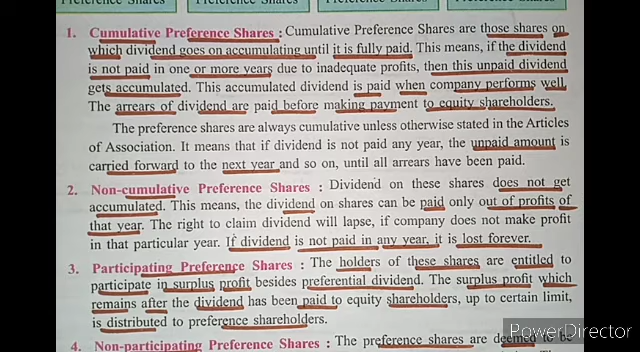 Preference Shares Preference Shares Preference Shares Preference Shares
1. Cumulative Preference Shares : Cumulative Preference Shares are those shares on
which dividend goes on accumulating until it is fully paid. This means, if the dividend
is not paid in one or more years due to inadequate profits, then this unpaid dividend
gets accumulated. This accumulated dividend is paid when company performs well.
The arrears of dividend are paid before making payment to equity shareholders.
The preference shares are always cumulative unless otherwise stated in the Articles
of Association. It means that if dividend is not paid any year, the unpaid amount is
carried forward to the next year and so on, until all arrears have been paid.
2. Non-cumulative Preference Shares : Dividend on these shares does not get
accumulated. This means, the dividend on shares can be paid only out of profits of
that year. The right to claim dividend will lapse, if company does not make profit
in that particular year. If dividend is not paid in any year, it is lost forever.
3. Participating Preference Shares : The holders of these shares are entitled to
participate in surplus profit besides preferential dividend. The surplus profit which
remains after the dividend has been paid to equity shareholders, up to certain limit,
is distributed to preference shareholders.
PowerDirector
4. Non-participating Preference Shares : The preference shares are deemed to be